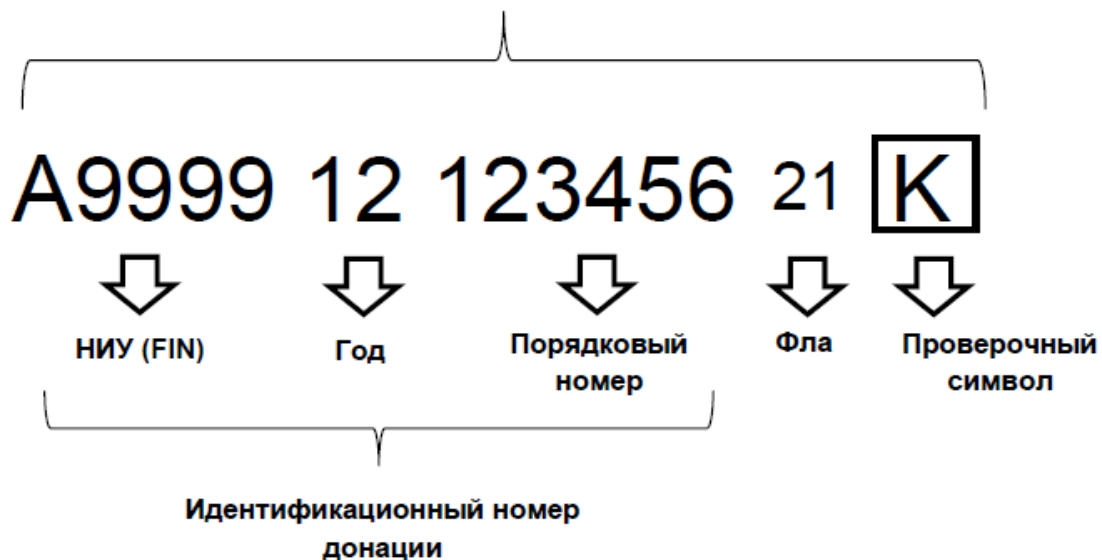 A9999 12 123456 21 K
НИУ (FIN) Год Порядковый номер Фла Проверочный символ
Идентификационный номер
донации